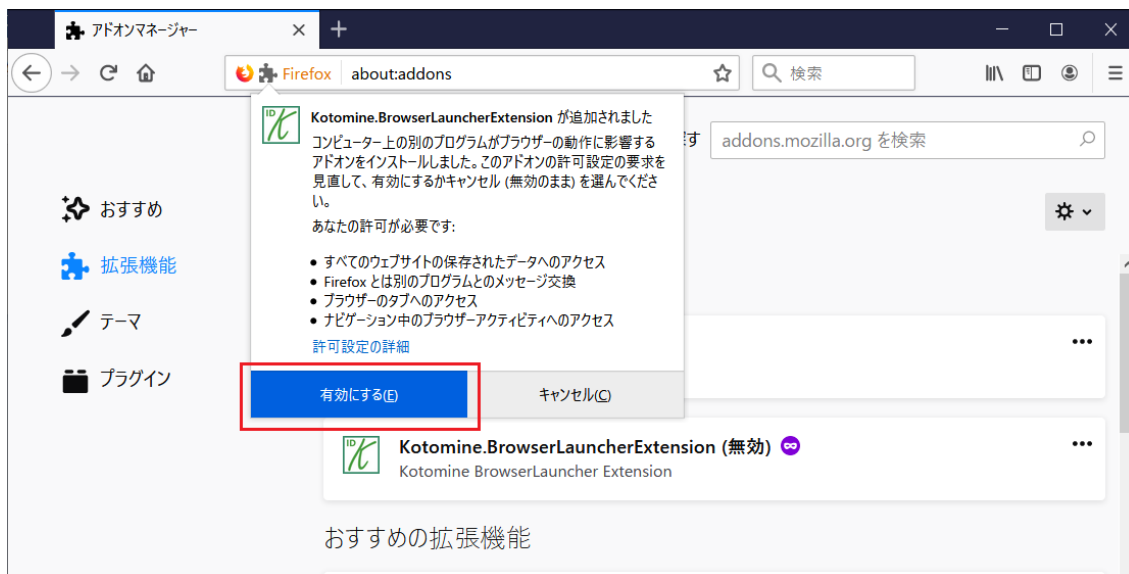 アドオンマネージャー
Firefox about:addons
検索
Kotomine.BrowserLauncherExtension が追加されました
コンピューター上の別のプログラムがブラウザーの動作に影響する
アドオンをインストールしました。このアドオンの許可設定の要求を
見直して、有効にするかキャンセル (無効のまま) を選んでくださ
い。
あなたの許可が必要です:
• すべてのウェブサイトの保存されたデータへのアクセス
• Firefox とは別のプログラムとのメッセージ交換
• ブラウザーのタブへのアクセス
• ナビゲーション中のブラウザーアクティビティへのアクセス
許可設定の詳細
有効にする(E)
キャンセル(C)
す
addons.mozilla.org を検索
おすすめ
拡張機能
テーマ
プラグイン
ID K
Kotomine.BrowserLauncherExtension (無効)
Kotomine BrowserLauncher Extension
おすすめの拡張機能